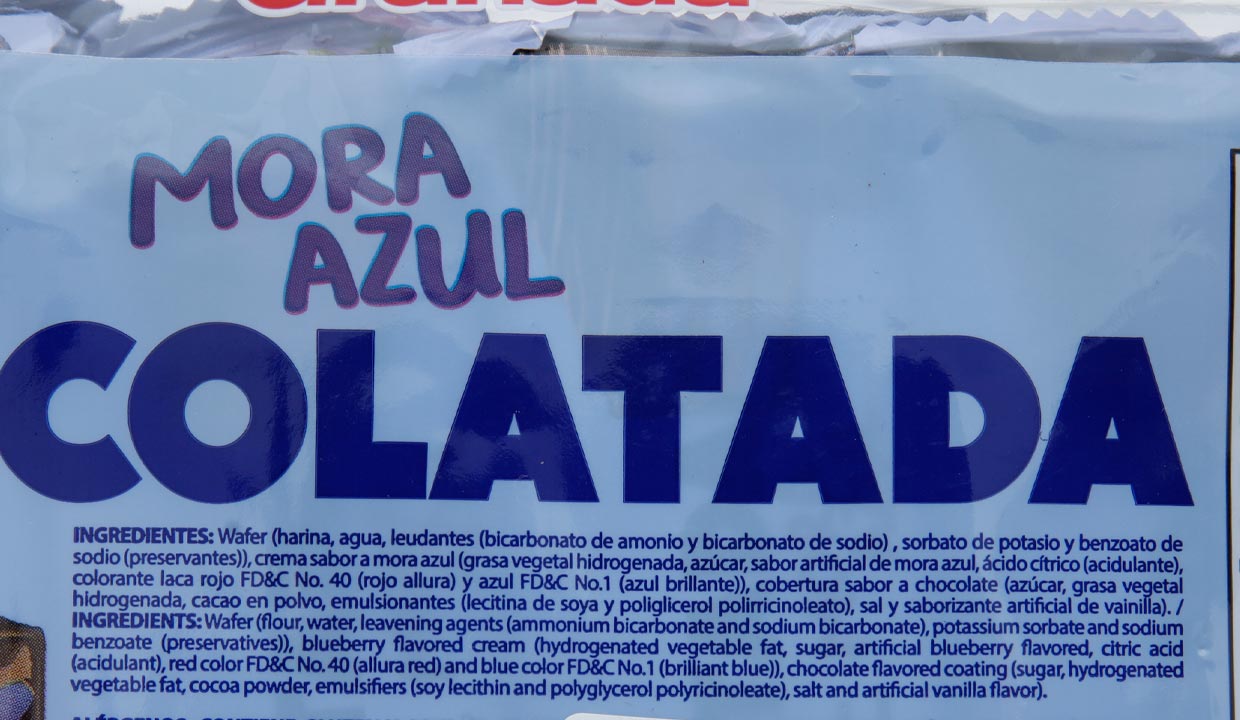 MORA
AZUL
COLATADA
INGREDIENTES: Wafer (harina, agua, leudantes (bicarbonato de amonio y bicarbonato de sodio) , sorbato de potasio y benzoato de
sodio (preservantes)), crema sabor a mora azul (grasa vegetal hidrogenada, azúcar, sabor artificial de mora azul, ácido cítrico (acidulante),
colorante laca rojo FD&C No. 40 (rojo allura) y azul FD&C No.1 (azul brillante)), cobertura sabor a chocolate (azúcar, grasa vegetal
hidrogenada, cacao en polvo, emulsionantes (lecitina de soya y poliglicerol polirricinoleato), sal y saborizante artificial de vainilla). /
INGREDIENTS: Wafer (flour, water, leavening agents (ammonium bicarbonate and sodium bicarbonate), potassium sorbate and sodium
benzoate (preservatives)), blueberry flavored cream (hydrogenated vegetable fat, sugar, artificial blueberry flavored, citric acid
(acidulant), red color FD&C No. 40 (allura red) and blue color FD&C No.1 (brilliant blue)), chocolate flavored coating (sugar, hydrogenated
vegetable fat, cocoa powder, emulsifiers (soy lecithin and polyglycerol polyricinoleate), salt and artificial vanilla flavor).